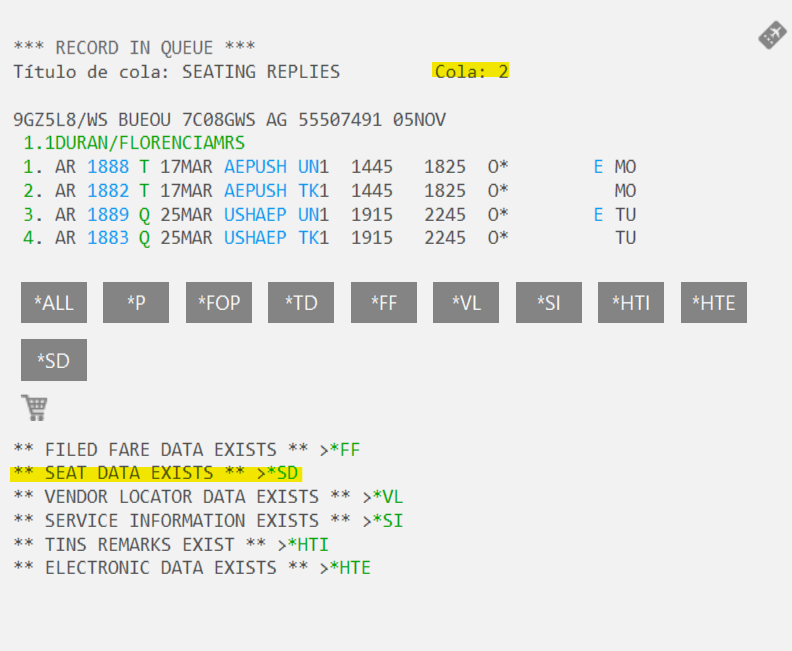 *** RECORD IN QUEUE ***
Título de cola: SEATING REPLIES Cola: 2
9GZ5L8/WS BUEOU 7C08GWS AG 55507491 05NOV
1.1DURAN/FLORENCIAMRS
1. AR 1888 T 17MAR AEPUSH UN1 1445 1825 O* E MO
2. AR 1882 T 17MAR AEPUSH TK1 1445 1825 O* MO
3. AR 1889 Q 25MAR USHAEP UN1 1915 2245 O* E TU
4. AR 1883 Q 25MAR USHAEP TK1 1915 2245 O* TU
*ALL *P *FOP *TD *FF *VL *SI *HTI *HTE
*SD
** FILED FARE DATA EXISTS ** >*FF
** SEAT DATA EXISTS ** >*SD
** VENDOR LOCATOR DATA EXISTS ** >*VL
** SERVICE INFORMATION EXISTS ** >*SI
** TINS REMARKS EXIST ** >*HTI
** ELECTRONIC DATA EXISTS ** >*HTE